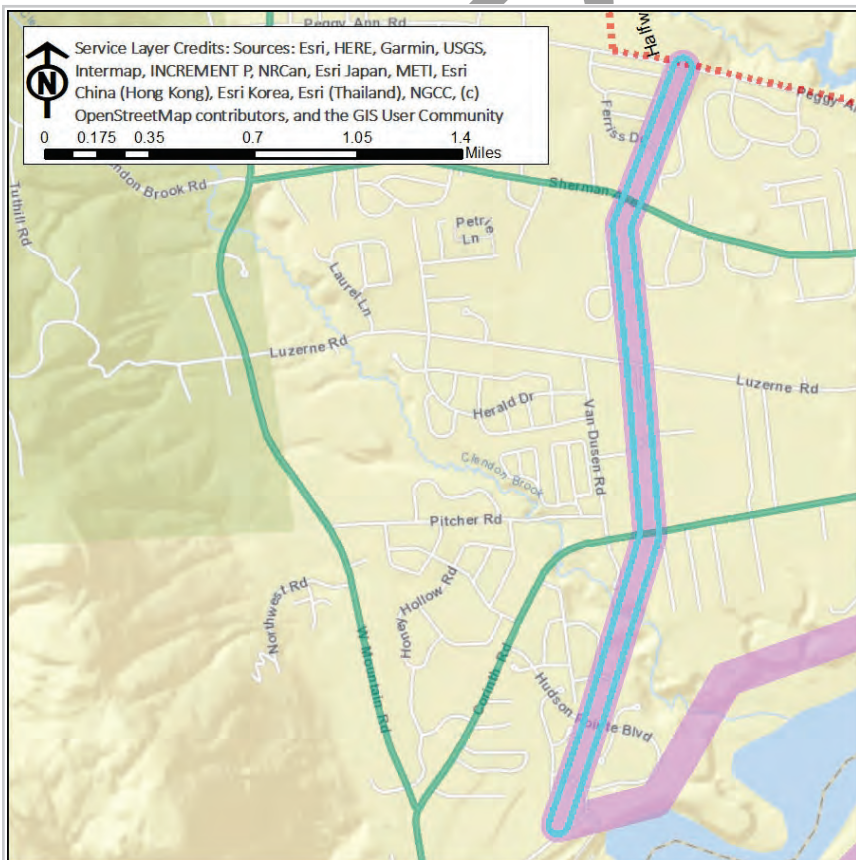 Peggy Ann Rd
Halfw
Service Layer Credits: Sources: Esri, HERE, Garmin, USGS,
Intermap, INCREMENT P, NRCan, Esri Japan, METI, Esri
China (Hong Kong), Esri Korea, Esri (Thailand), NGCC, (c)
OpenStreetMap contributors, and the GIS User Community
N
0 0.175 0.35 0.7 1.05 1.4
Miles
Peggy A
Ferriss Dr
ndon Brook Rd
Sherman Ave
Tuthill Rd
Petrie
Ln
Laurel Ln
Luzerne Rd
Luzerne Rd
Herald Dr
Van Dusen Rd
Clendon Brook
Pitcher Rd
Northwest Rd
Hollow Rd
W Mountain Rd
Corinth Rd
Hudson Pointe Blvd